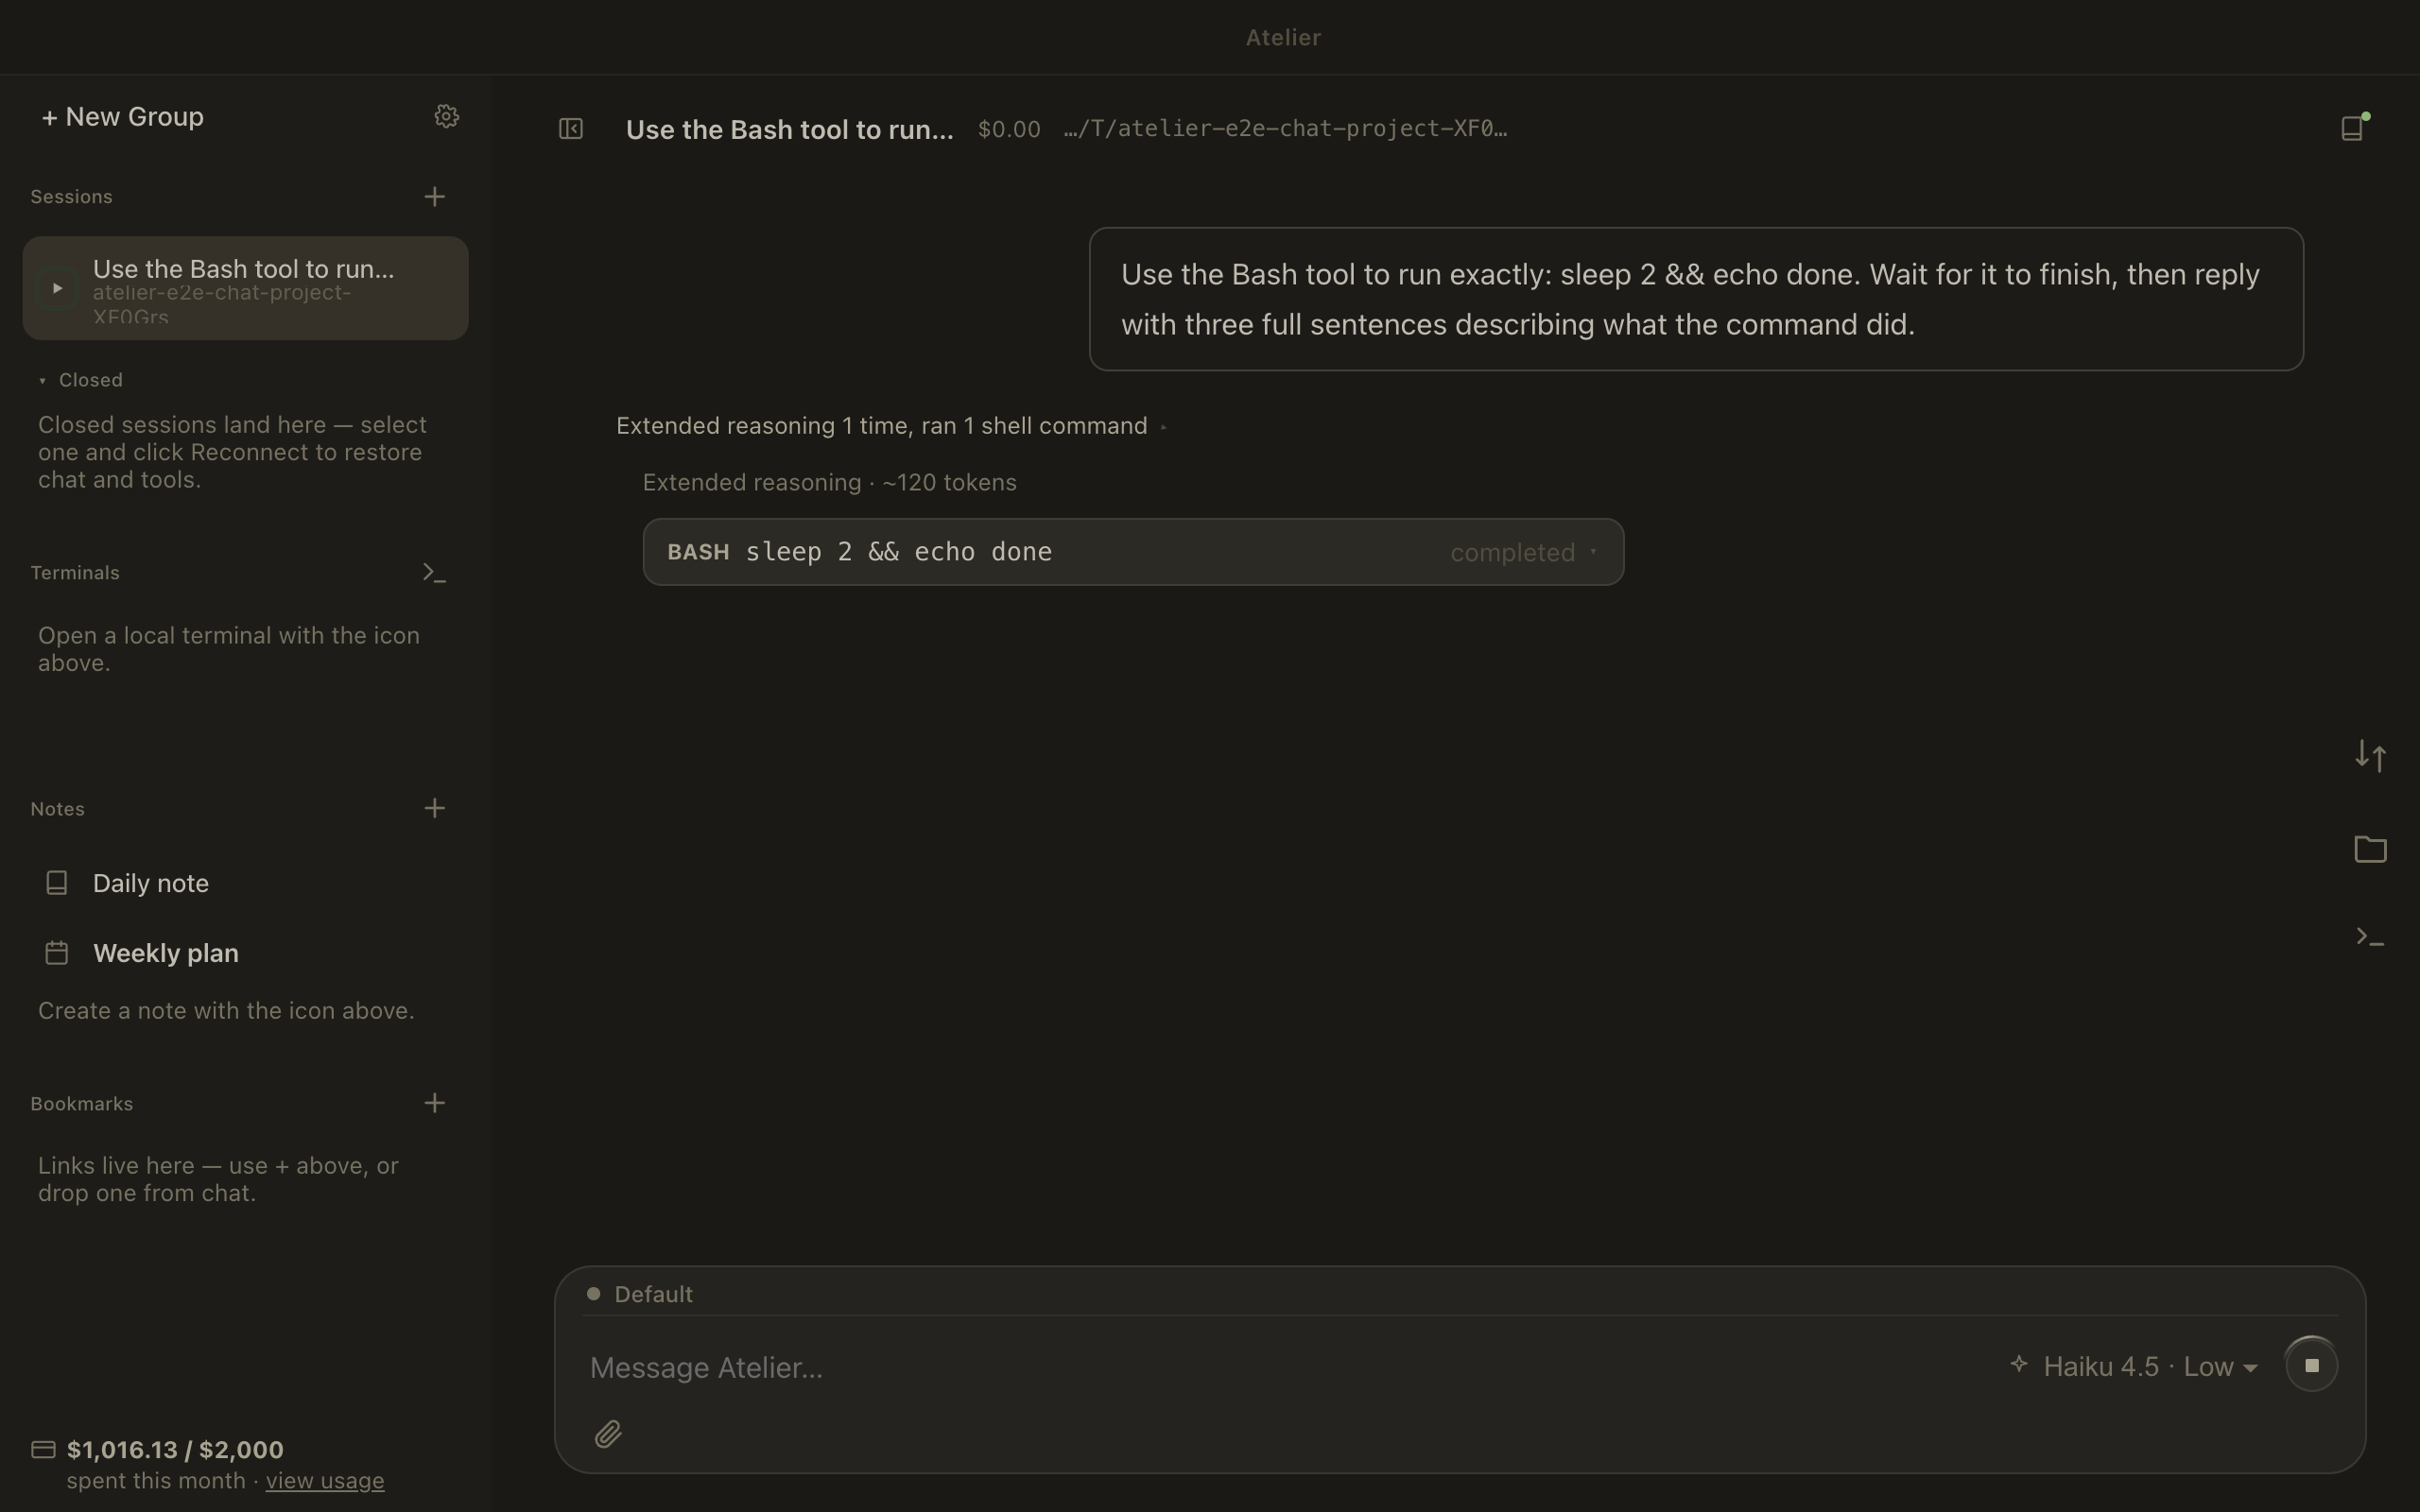 Atelier
+ New Group
Sessions
Use the Bash tool to run...
atelier-e2e-chat-project-
XF0Grs
Closed
Closed sessions land here — select
one and click Reconnect to restore
chat and tools.
Terminals
Open a local terminal with the icon
above.
Notes
Daily note
Weekly plan
Create a note with the icon above.
Bookmarks
Links live here — use + above, or
drop one from chat.
$1,016.13 / $2,000
spent this month · view usage
Use the Bash tool to run... $0.00 …/T/atelier-e2e-chat-project-XF0…
Use the Bash tool to run exactly: sleep 2 && echo done. Wait for it to finish, then reply
with three full sentences describing what the command did.
Extended reasoning 1 time, ran 1 shell command
Extended reasoning · ~120 tokens
BASH sleep 2 && echo done completed
Default
Message Atelier...
Haiku 4.5 · Low